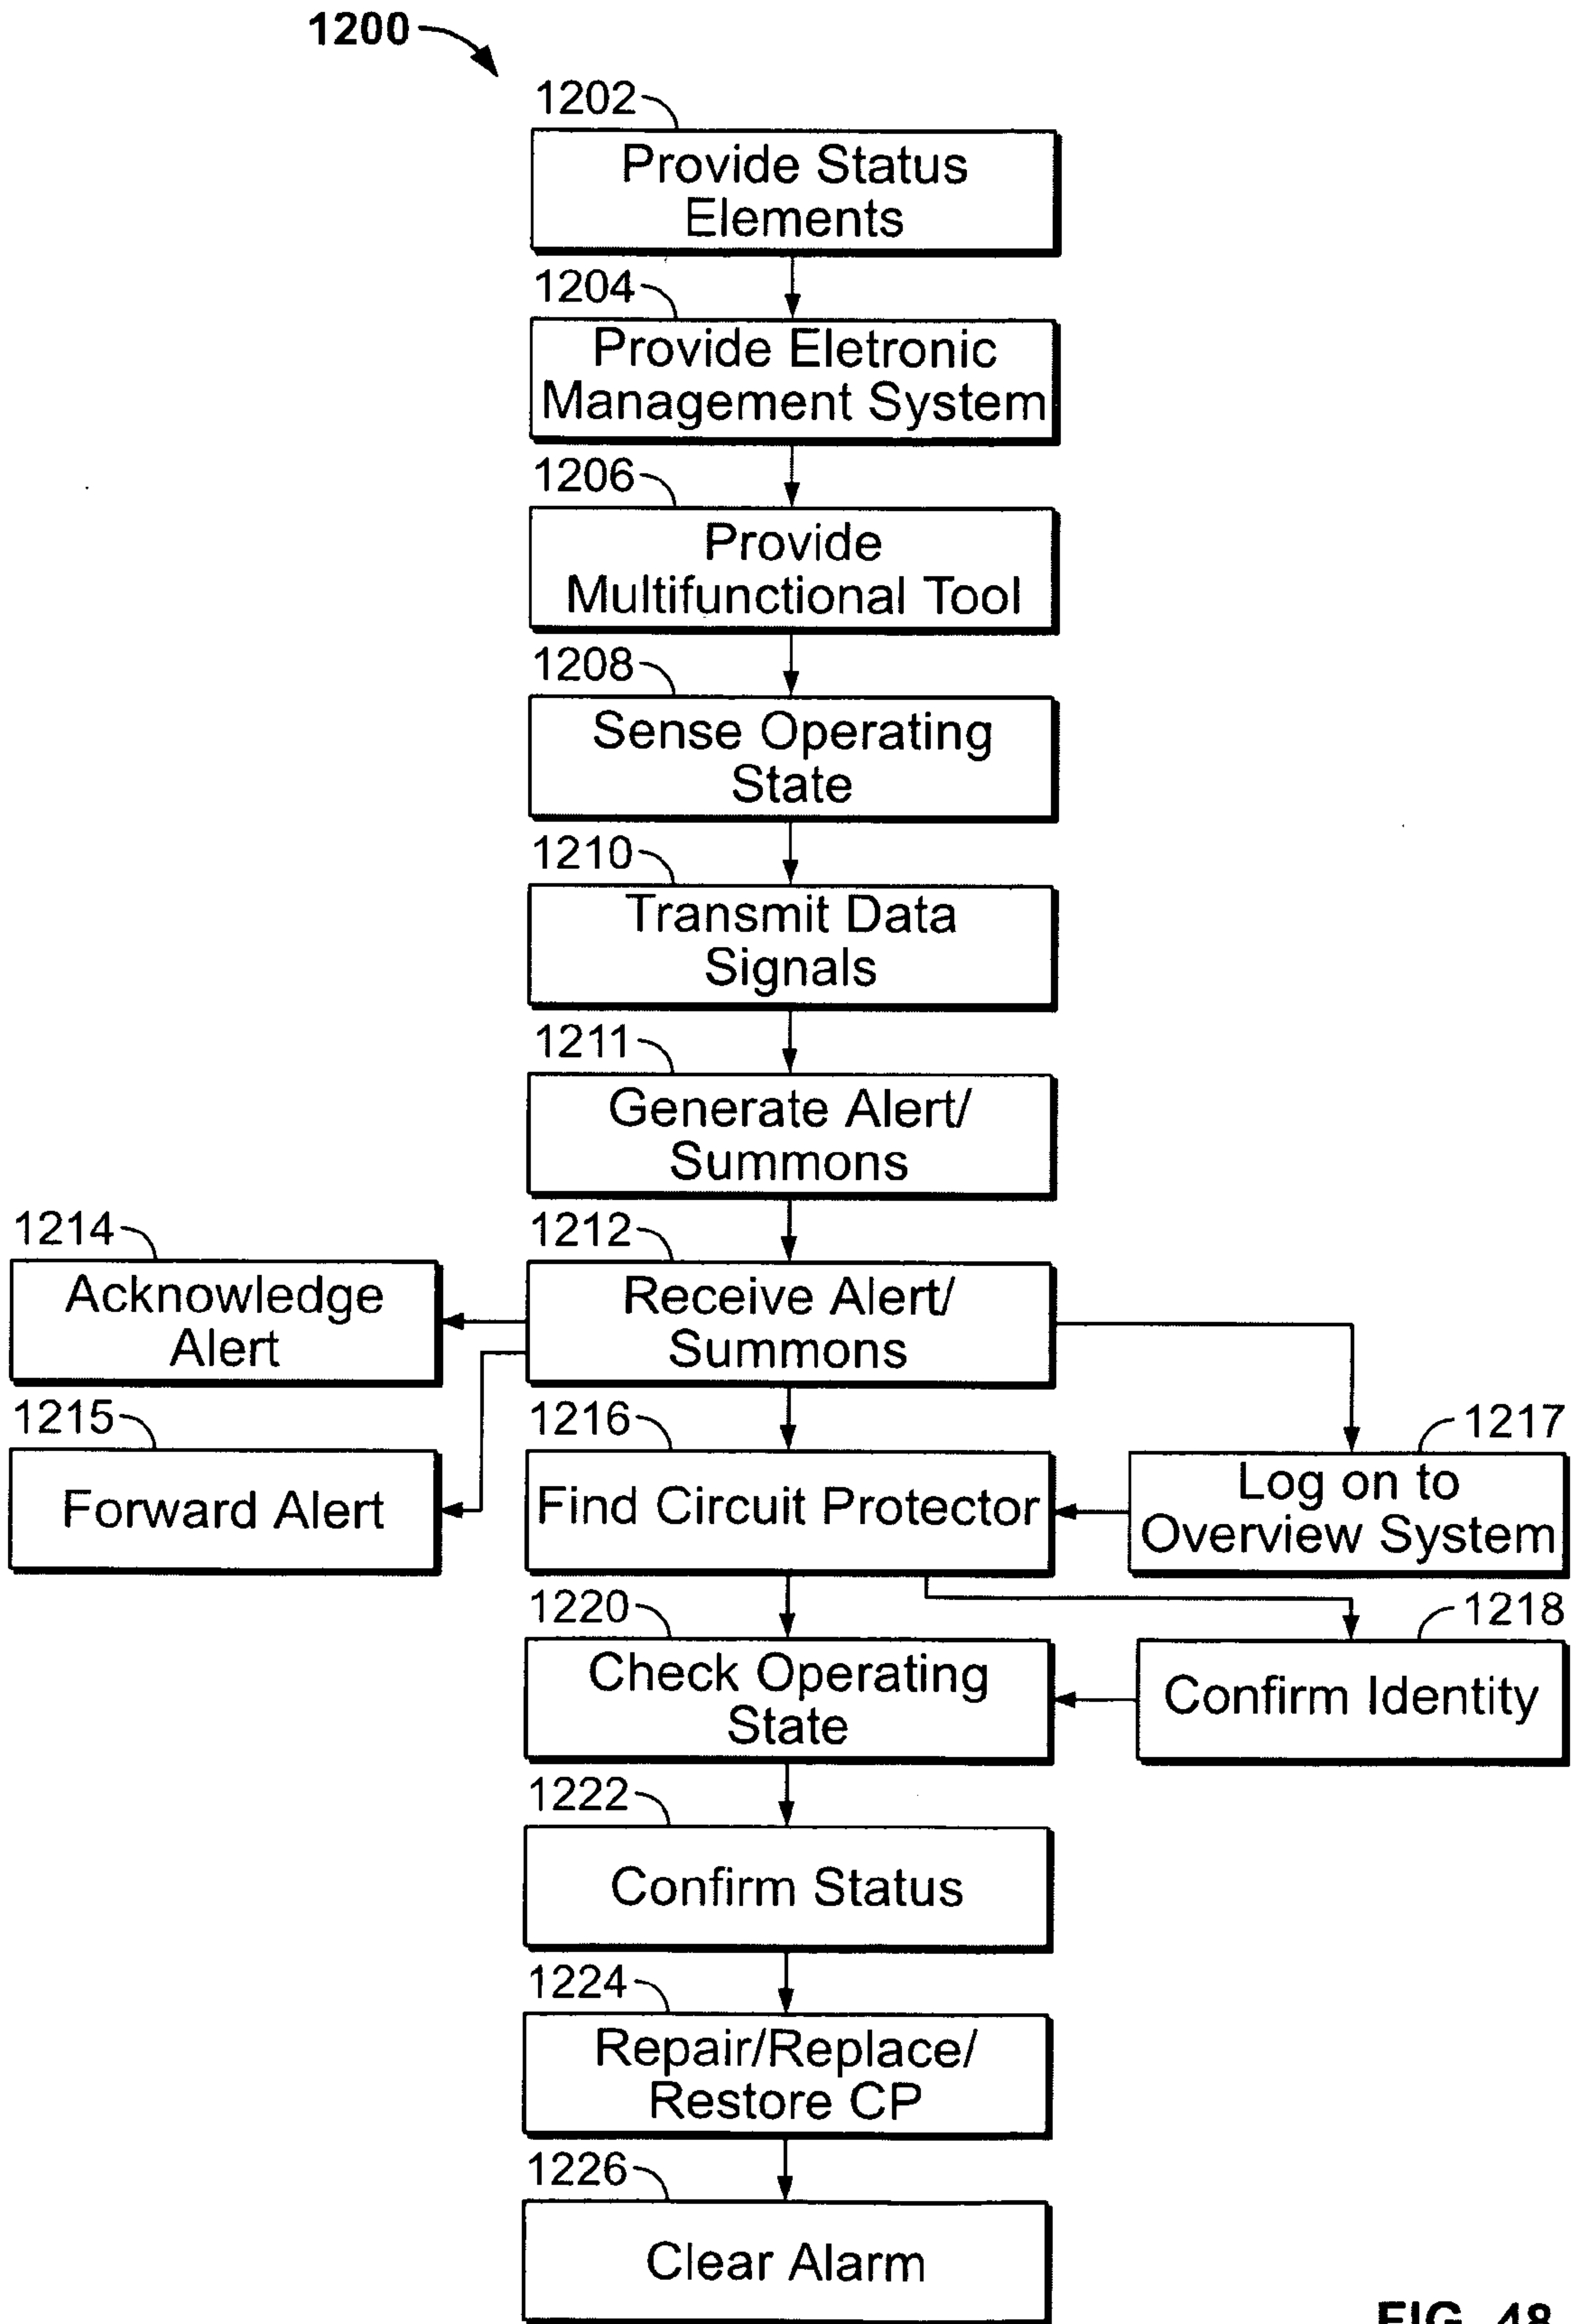 1200
1202
Provide Status
Elements
1204
Provide Eletronic
Management System
1206
Provide
Multifunctional Tool
1208
Sense Operating
State
1210
Transmit Data
Signals
1211
Generate Alert/
Summons
1214
Acknowledge
Alert
1212
Receive Alert/
Summons
1215
Forward Alert
1216
Find Circuit Protector
1217
Log on to
Overview System
1220
Check Operating
State
1218
Confirm Identity
1222
Confirm Status
1224
Repair/Replace/
Restore CP
1226
Clear Alarm
FIG. 48